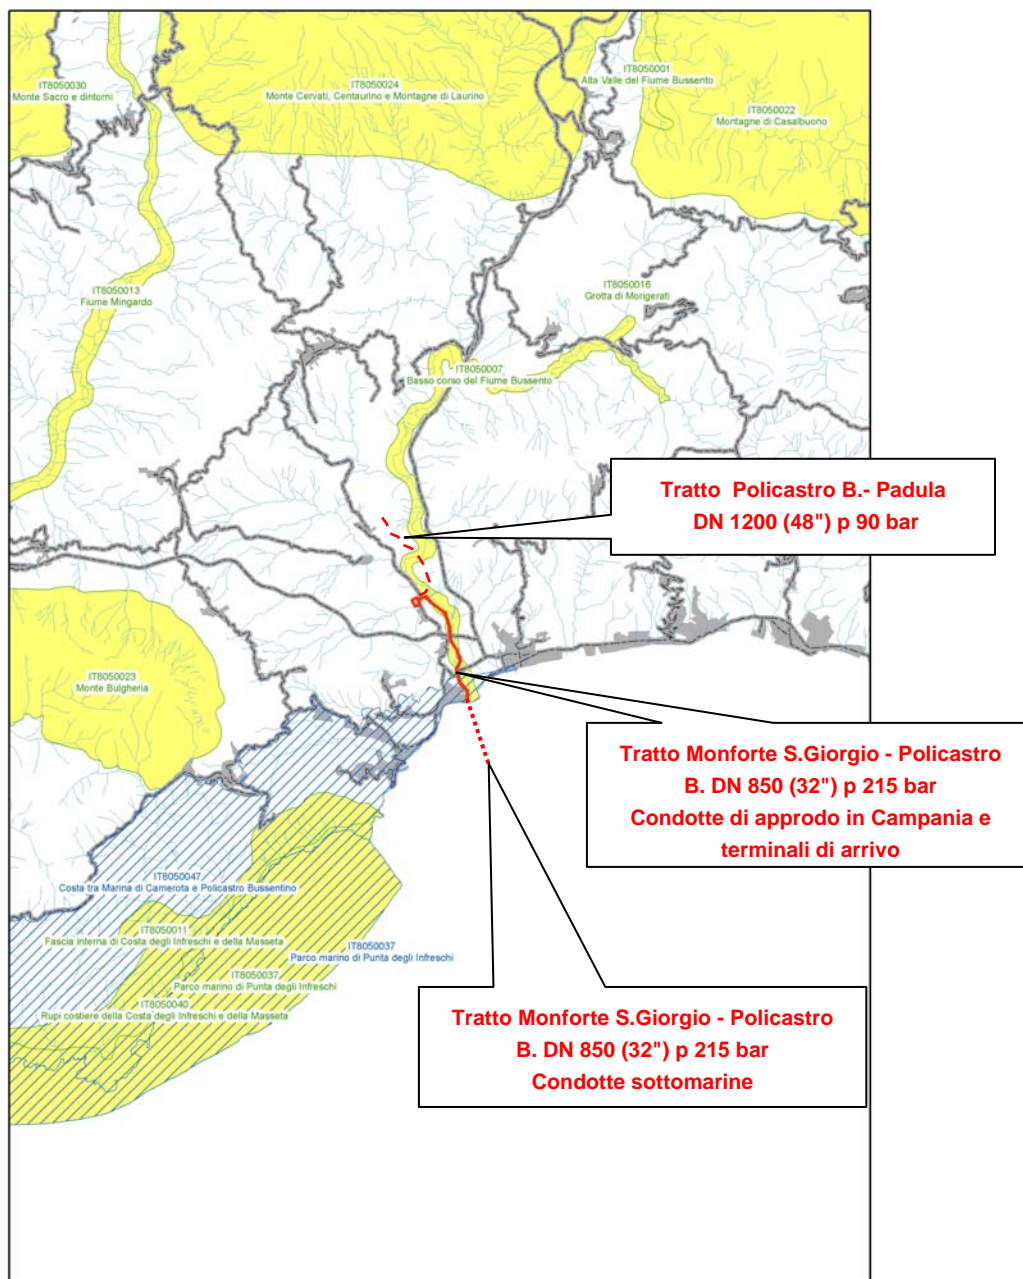 IT8050030
Monte Sacro e dintorni
IT8050024
Monte Cervati, Centaurino e Montagne di Laurino
IT8050001
Alta Valle del Fiume Bussento
IT8050022
Montagne di Casalbuono
IT8050013
Fiume Mingardo
IT8050016
Grotta di Morigerati
IT8050007
Basso corso del Fiume Bussento
Tratto Policastro B.- Padula
DN 1200 (48") p 90 bar
IT8050023
Monte Bulgheria
Tratto Monforte S.Giorgio - Policastro
B. DN 850 (32") p 215 bar
Condotte di approdo in Campania e
terminali di arrivo
IT8050047
Costa tra Marina di Camerota e Policastro Bussentino
IT8050011
Fascia interna di Costa degli Infreschi e della Masseta
IT8050037
Parco marino di Punta degli Infreschi
IT8050037
Parco marino di Punta degli Infreschi
IT8050040
Rupi costiere della Costa degli Infreschi e della Masseta
Tratto Monforte S.Giorgio - Policastro
B. DN 850 (32") p 215 bar
Condotte sottomarine